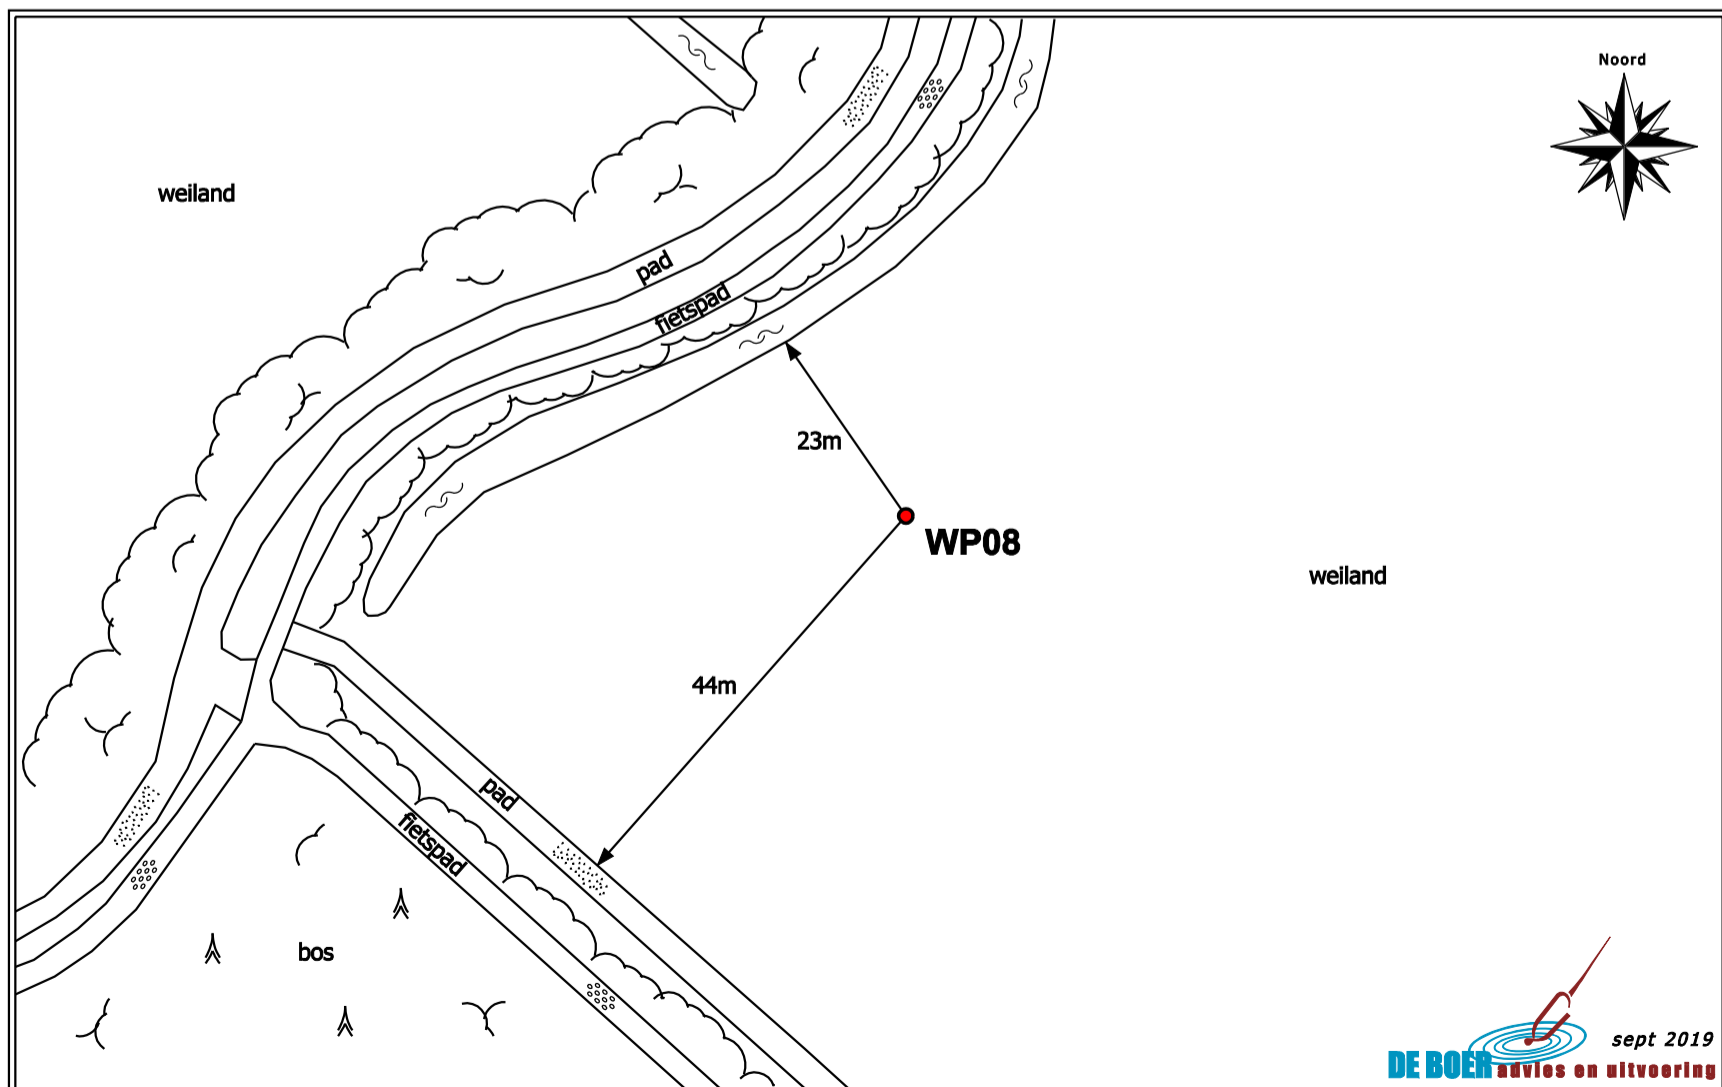 Noord
weiland
pad
fietspad
23m
WP08
weiland
44m
pad
fietspad
bos
sept 2019
DE BOER advies en uitvoering